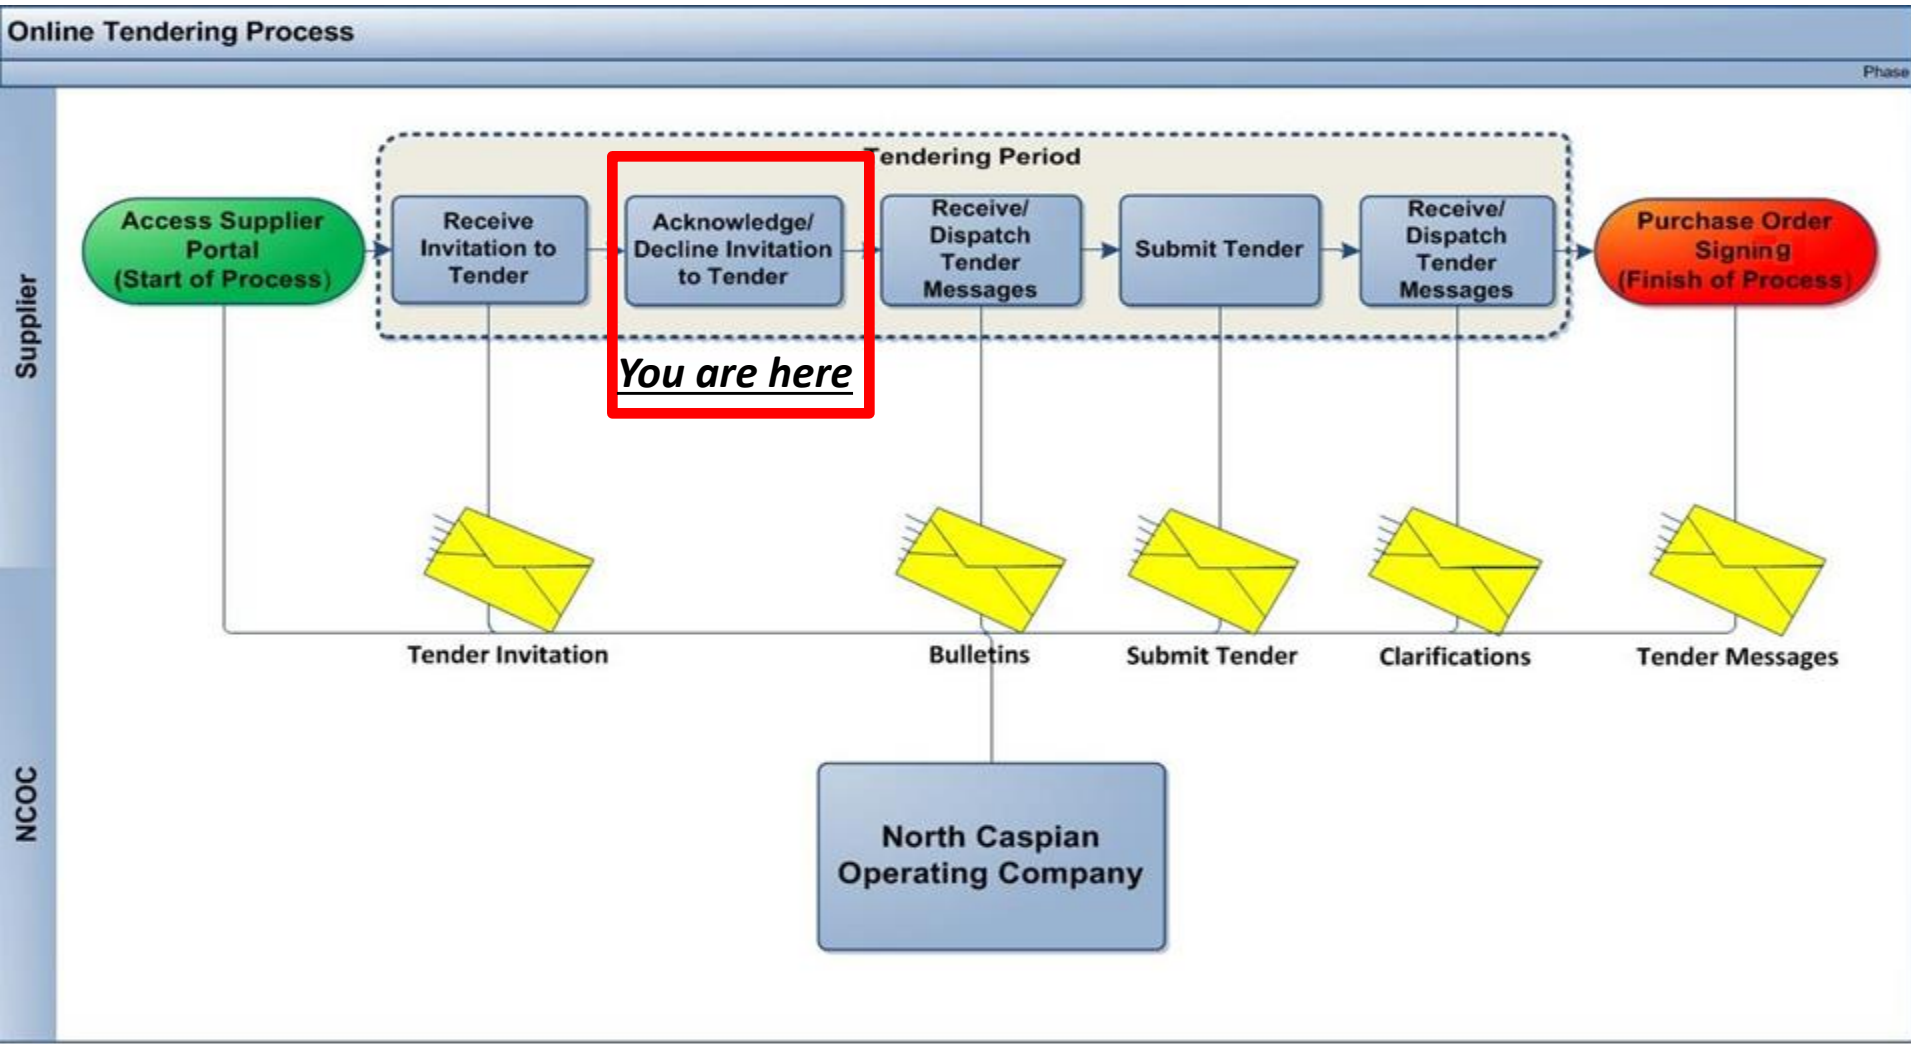 Online Tendering Process
Phase
Supplier
Tendering Period
Access Supplier
Portal
(Start of Process)
Receive
Invitation to
Tender
Acknowledge/
Decline Invitation
to Tender
Receive/
Dispatch
Tender
Messages
Submit Tender
Receive/
Dispatch
Tender
Messages
Purchase Order
Signing
(Finish of Process)
You are here
Tender Invitation
Bulletins
Submit Tender
Clarifications
Tender Messages
NCOC
North Caspian
Operating Company